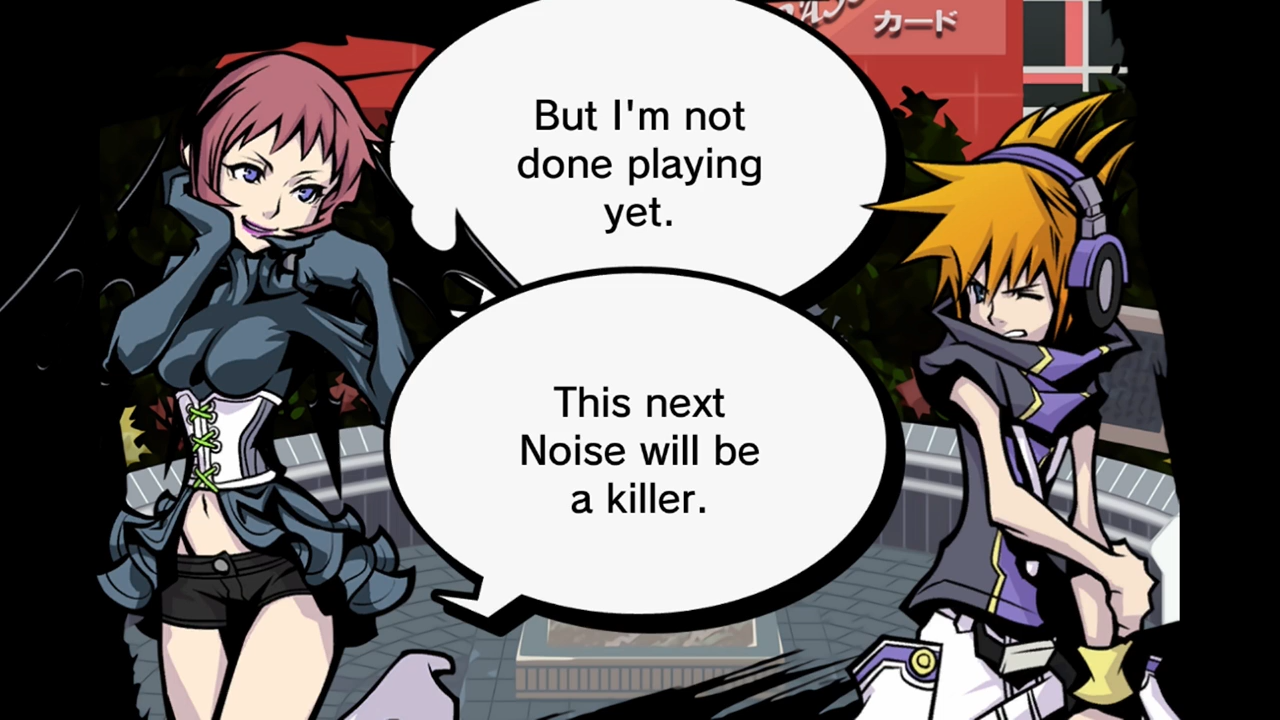 カード
But I'm not
done playing
yet.
This next
Noise will be
a killer.